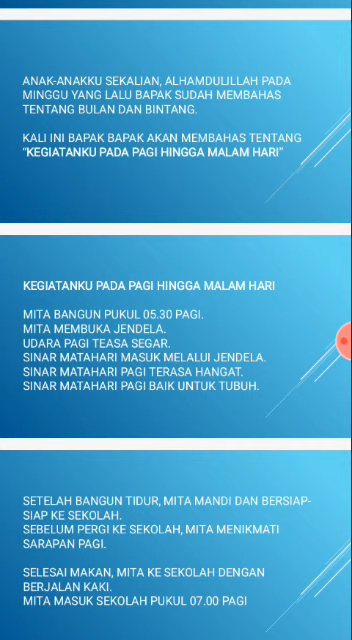 ANAK-ANAKKU SEKALIAN, ALHAMDULILLAH PADA
MINGGU YANG LALU BAPAK SUDAH MEMBAHAS
TENTANG BULAN DAN BINTANG.
KALI INI BAPAK BAPAK AKAN MEMBAHAS TENTANG
"KEGIATANKU PADA PAGI HINGGA MALAM HARI"
KEGIATANKU PADA PAGI HINGGA MALAM HARI
MITA BANGUN PUKUL 05.30 PAGI.
MITA MEMBUKA JENDELA.
UDARA PAGI TEASA SEGAR.
SINAR MATAHARI MASUK MELALUI JENDELA.
SINAR MATAHARI PAGI TERASA HANGAT.
SINAR MATAHARI PAGI BAIK UNTUK TUBUH.
SETELAH BANGUN TIDUR, MITA MANDI DAN BERSIAP-
SIAP KE SEKOLAH.
SEBELUM PERGI KE SEKOLAH, MITA MENIKMATI
SARAPAN PAGI.
SELESAI MAKAN, MITA KE SEKOLAH DENGAN
BERJALAN KAKI.
MITA MASUK SEKOLAH PUKUL 07.00 PAGI